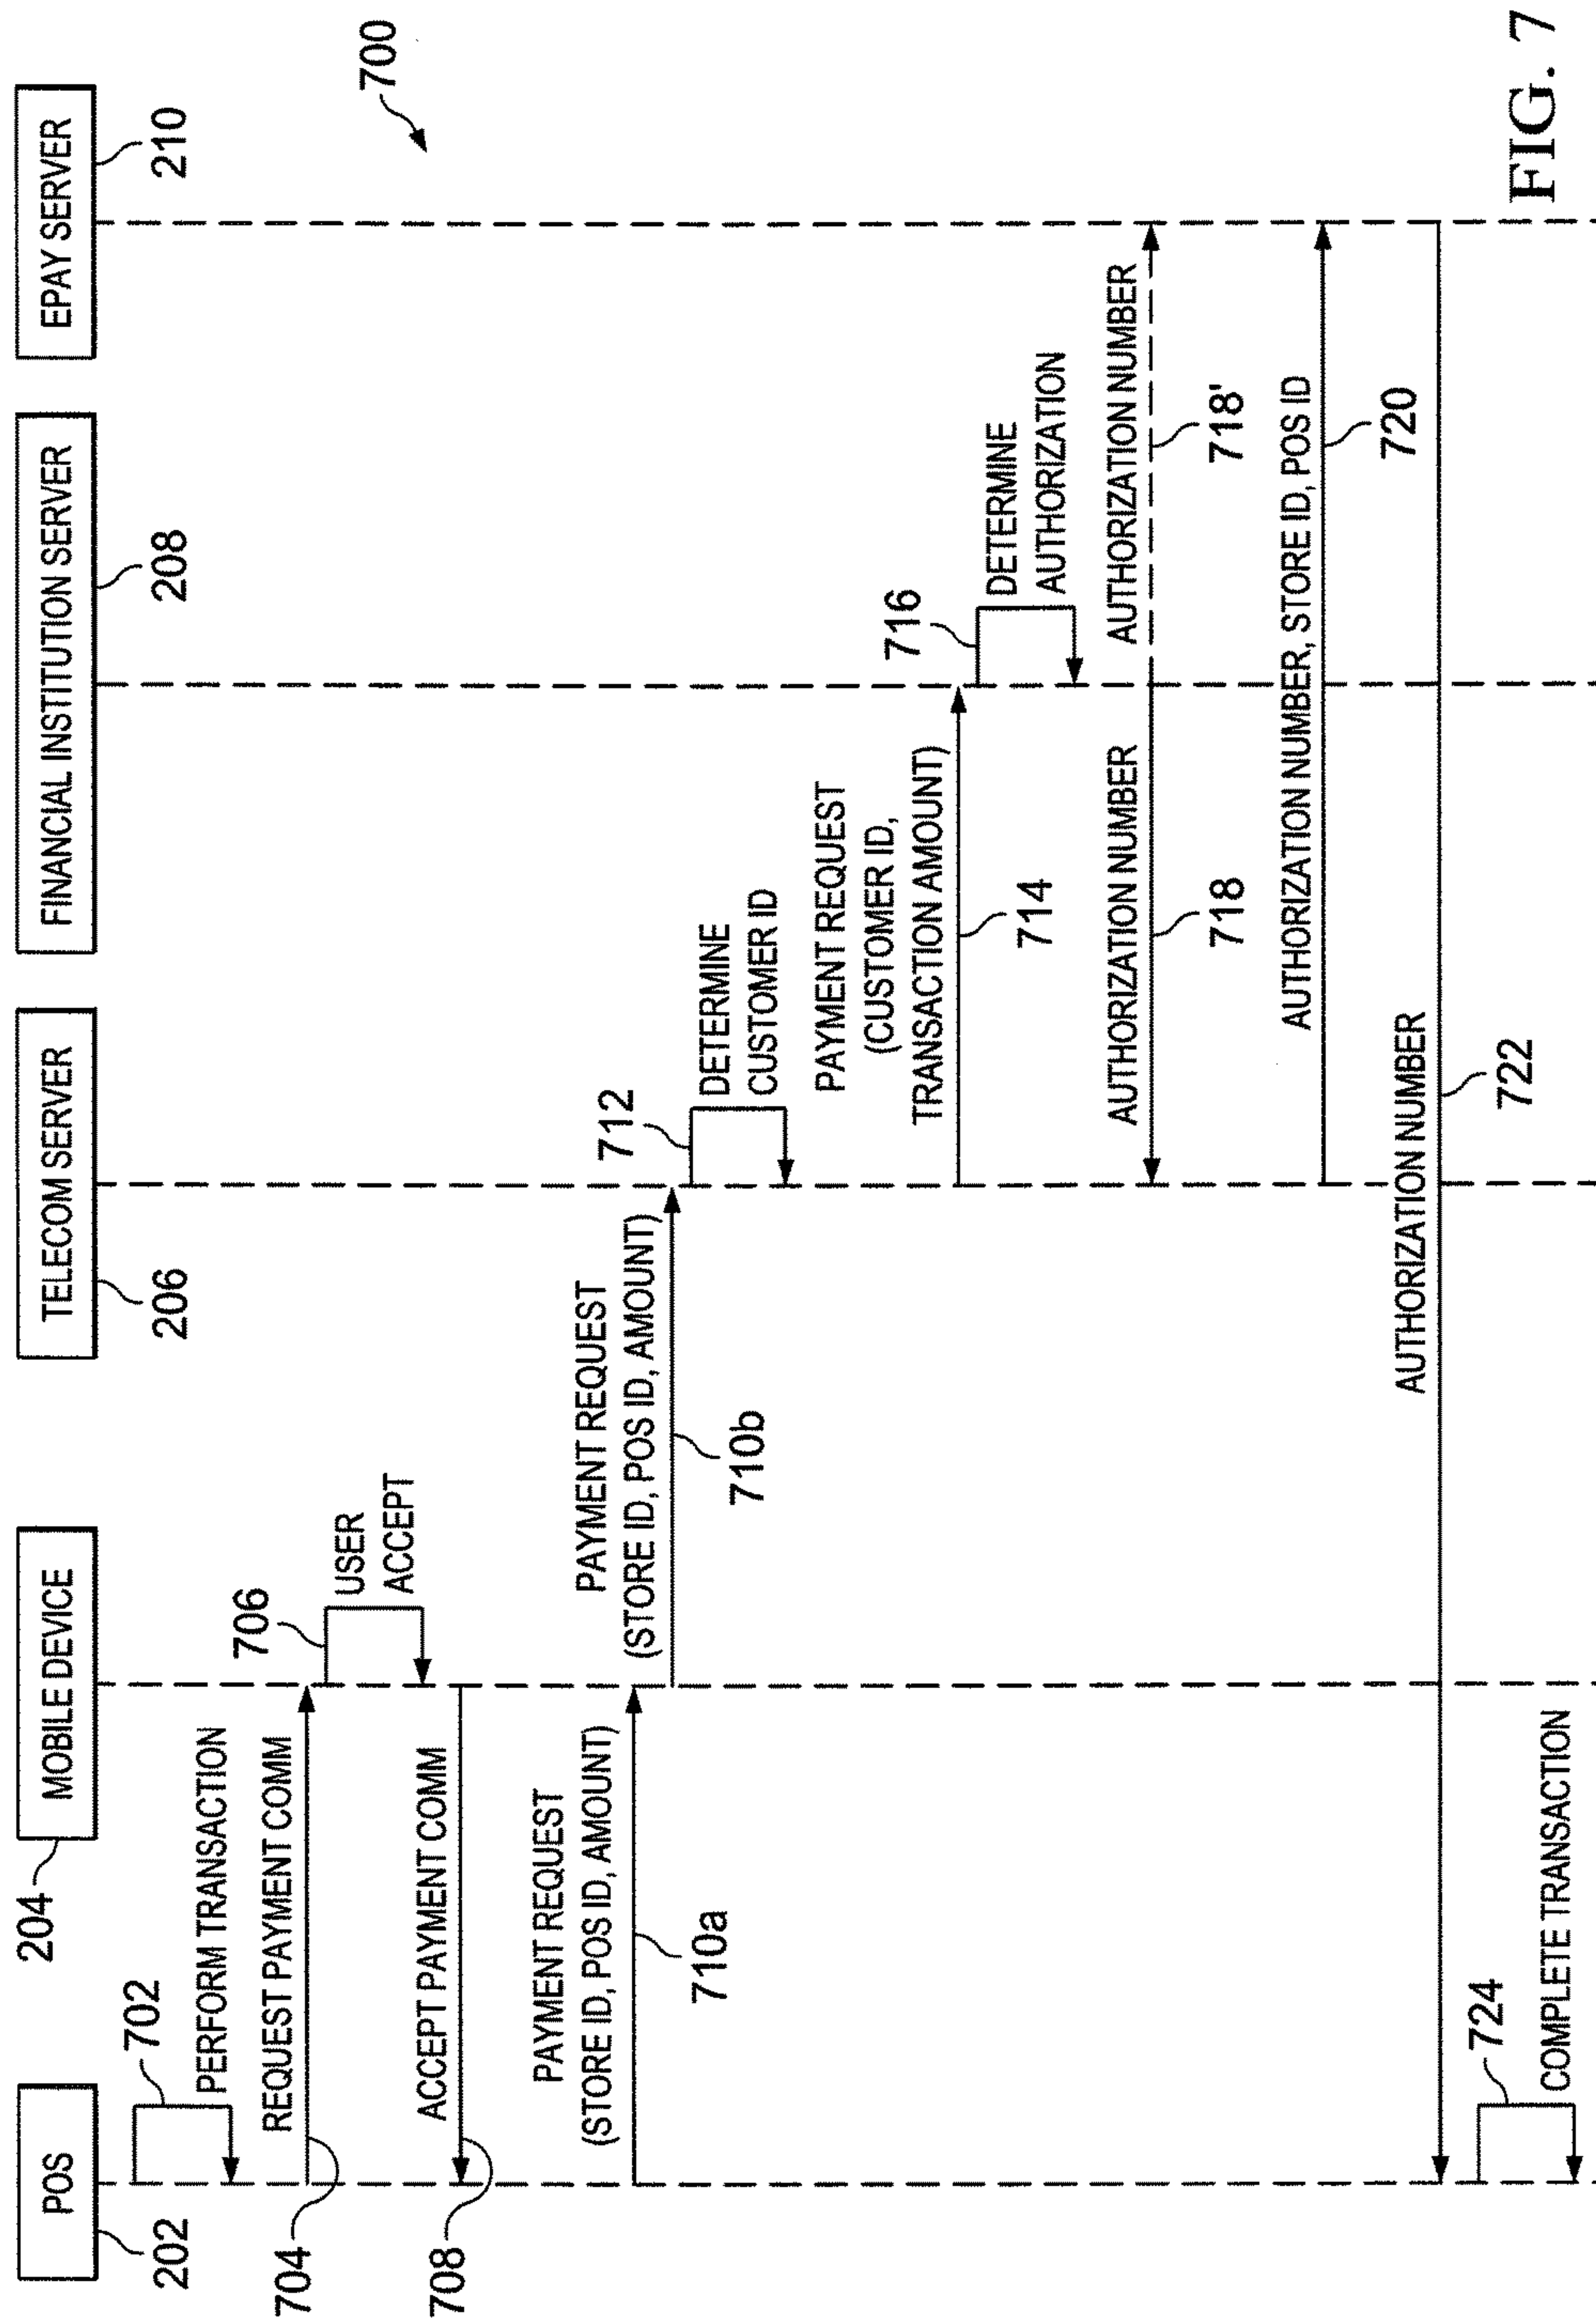 POS
202
MOBILE DEVICE
204
TELECOM SERVER
206
FINANCIAL INSTITUTION SERVER
208
EPAY SERVER
210
700
702
PERFORM TRANSACTION
REQUEST PAYMENT COMM
704
706
USER
ACCEPT
ACCEPT PAYMENT COMM
708
PAYMENT REQUEST
(STORE ID, POS ID, AMOUNT)
710a
PAYMENT REQUEST
(STORE ID, POS ID, AMOUNT)
710b
712
DETERMINE
CUSTOMER ID
PAYMENT REQUEST
(CUSTOMER ID,
TRANSACTION AMOUNT)
714
716
DETERMINE
AUTHORIZATION
AUTHORIZATION NUMBER
718
AUTHORIZATION NUMBER
718'
AUTHORIZATION NUMBER, STORE ID, POS ID
720
AUTHORIZATION NUMBER
722
724
COMPLETE TRANSACTION
FIG. 7